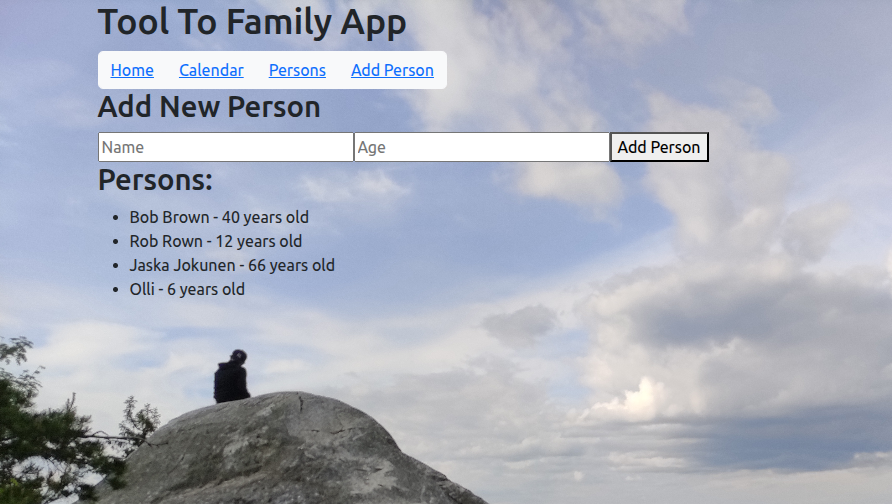 Tool To Family App
Home Calendar Persons Add Person
Add New Person
Name Age Add Person
Persons:
Bob Brown - 40 years old
Rob Rown - 12 years old
Jaska Jokunen - 66 years old
Olli - 6 years old